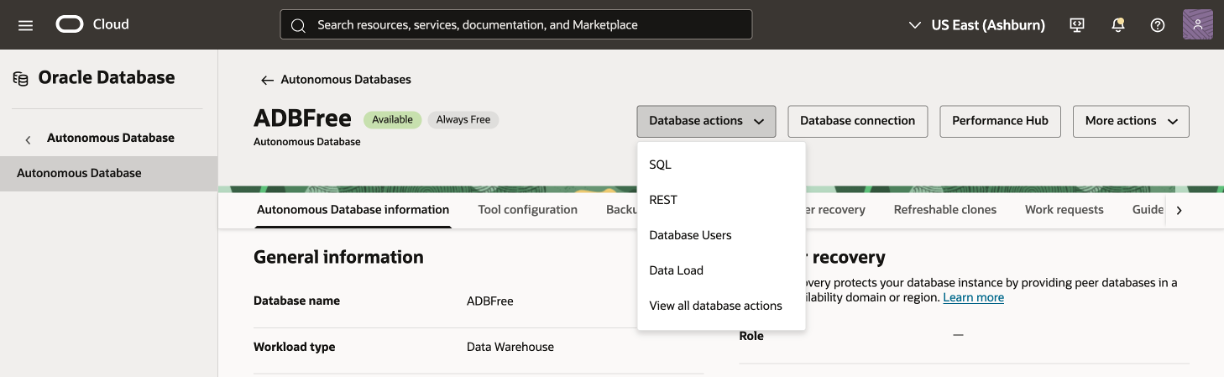 Cloud
Search resources, services, documentation, and Marketplace
US East (Ashburn)
Oracle Database
Autonomous Database
Autonomous Database
Autonomous Databases
ADBFree Available Always Free
Autonomous Database
Database actions Database connection Performance Hub More actions
SQL
REST
Database Users
Data Load
View all database actions
Autonomous Database information Tool configuration Backu er recovery Refreshable clones Work requests Guide
General information
Database name ADBFree
Workload type Data Warehouse
r recovery
overy protects your database instance by providing peer databases in a
ilability domain or region. Learn more
Role —